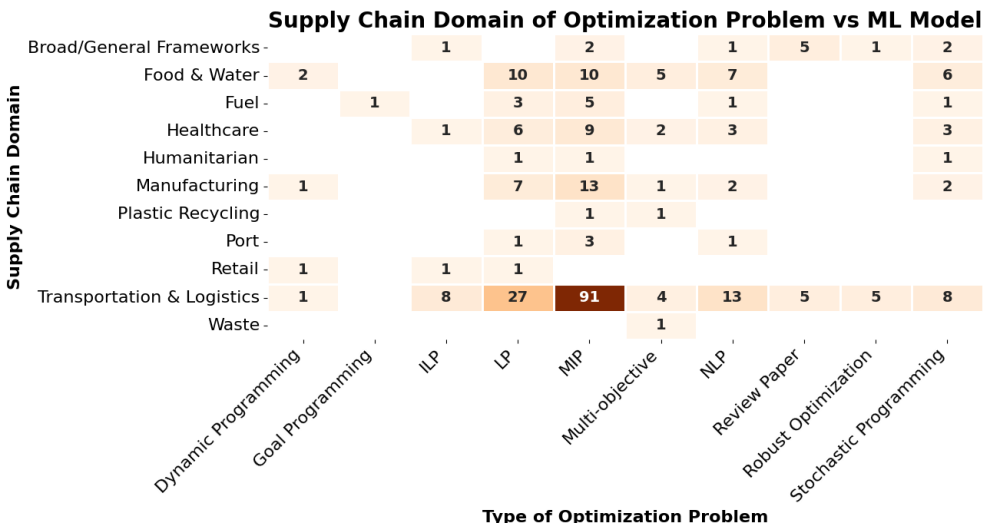 Supply Chain Domain of Optimization Problem vs ML Model
Supply Chain Domain
Broad/General Frameworks 1 2 1 5 1 2
Food & Water 2 10 10 5 7 6
Fuel 1 3 5 1 1
Healthcare 1 6 9 2 3 3
Humanitarian 1 1 1
Manufacturing 1 7 13 1 2 2
Plastic Recycling 1 1
Port 1 3 1
Retail 1 1 1
Transportation & Logistics 1 8 27 91 4 13 5 5 8
Waste 1
Dynamic Programming
Goal Programming
ILP
LP
MIP
Multi-objective
NLP
Review Paper
Robust Optimization
Stochastic Programming
Type of Optimization Problem